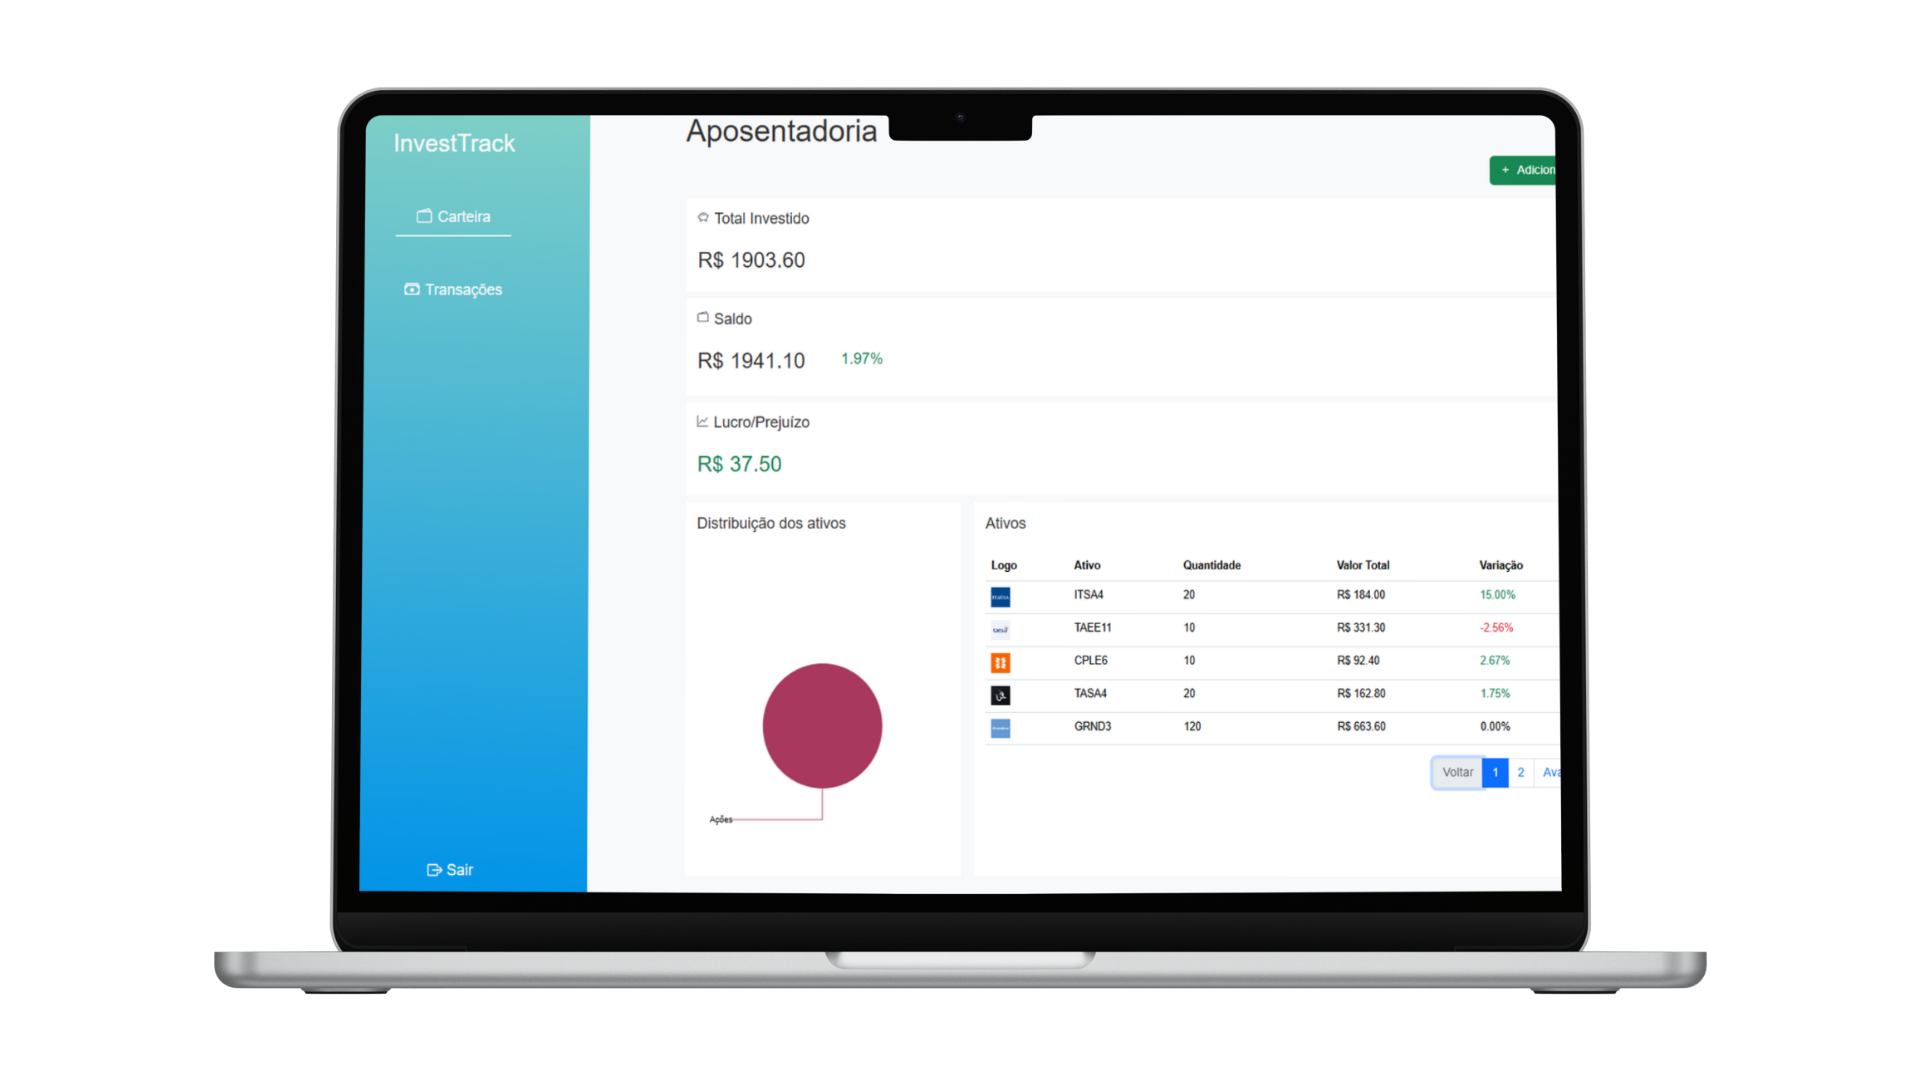 InvestTrack
Carteira
Transações
Sair
Aposentadoria
+ Adicion
Total Investido
R$ 1903.60
Saldo
R$ 1941.10 1.97%
Lucro/Prejuízo
R$ 37.50
Distribuição dos ativos
Ações
Ativos
Logo Ativo Quantidade Valor Total Variação
ITSA4 20 R$ 184.00 15.00%
TAEE11 10 R$ 331.30 -2.56%
CPLE6 10 R$ 92.40 2.67%
TASA4 20 R$ 162.80 1.75%
GRND3 120 R$ 663.60 0.00%
Voltar 1 2 Ava